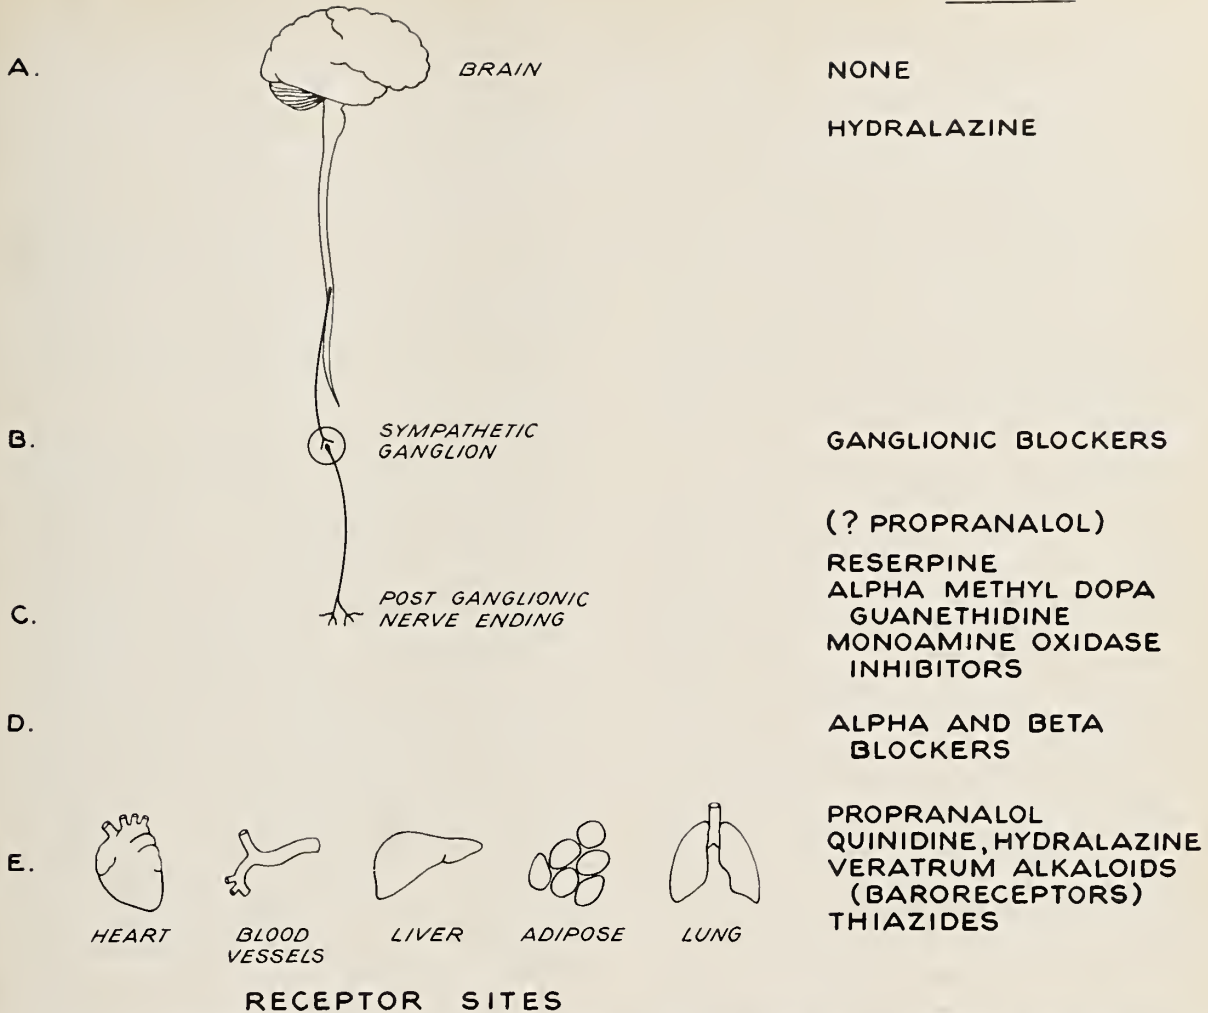 A.
BRAIN
NONE
HYDRALAZINE
B.
SYMPATHETIC
GANGLION
GANGLIONIC BLOCKERS
(? PROPRANALOL)
C.
POST GANGLIONIC
NERVE ENDING
RESERPINE
ALPHA METHYL DOPA
GUANETHIDINE
MONOAMINE OXIDASE
INHIBITORS
D.
ALPHA AND BETA
BLOCKERS
E.
HEART
BLOOD
VESSELS
LIVER
ADIPOSE
LUNG
PROPRANALOL
QUINIDINE, HYDRALAZINE
VERATRUM ALKALOIDS
(BARORECEPTORS)
THIAZIDES
RECEPTOR SITES